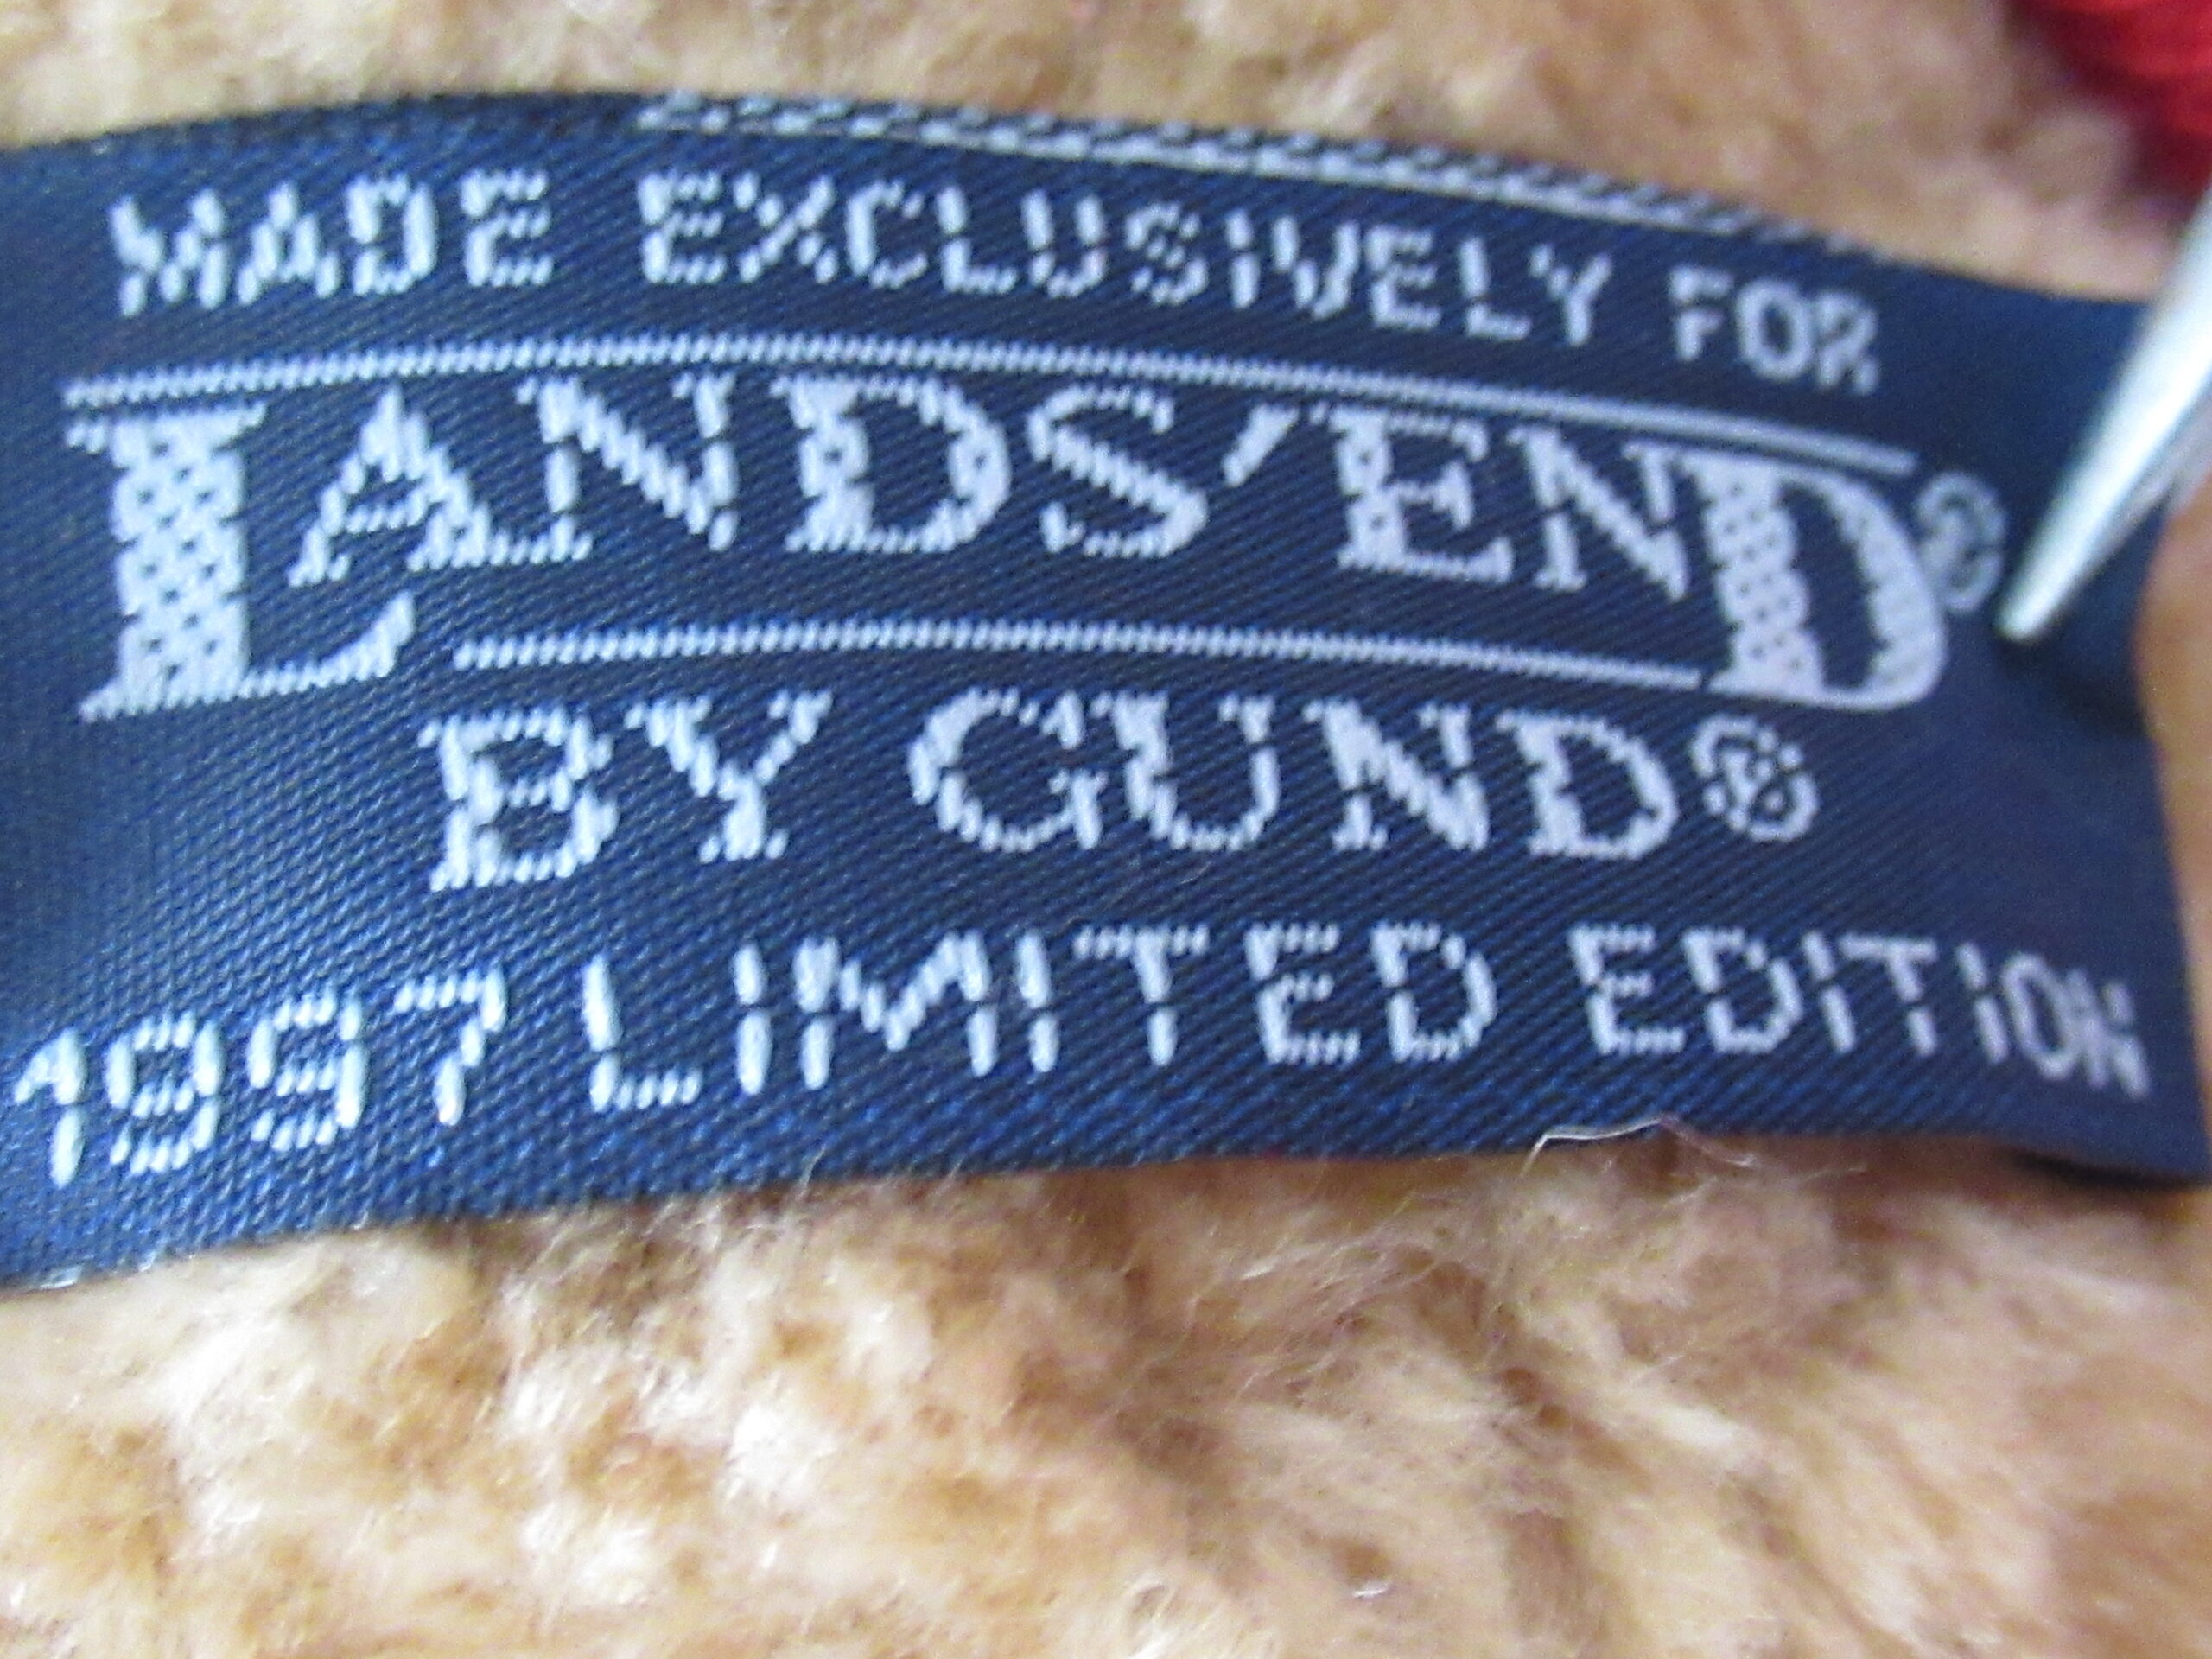 MADE EXCLUSIVELY FOR
LANDS' END®
BY GUND®
1997 LIMITED EDITION